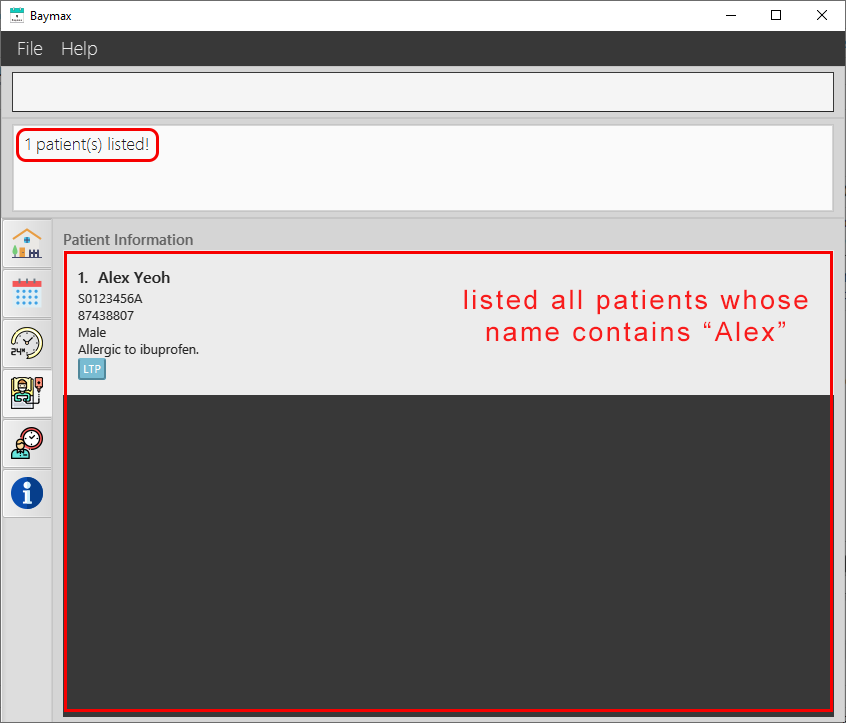 Baymax
File Help
1 patient(s) listed!
Patient Information
1. Alex Yeoh
S0123456A
87438807
Male
Allergic to ibuprofen.
LTP
listed all patients whose
name contains “Alex”
24H